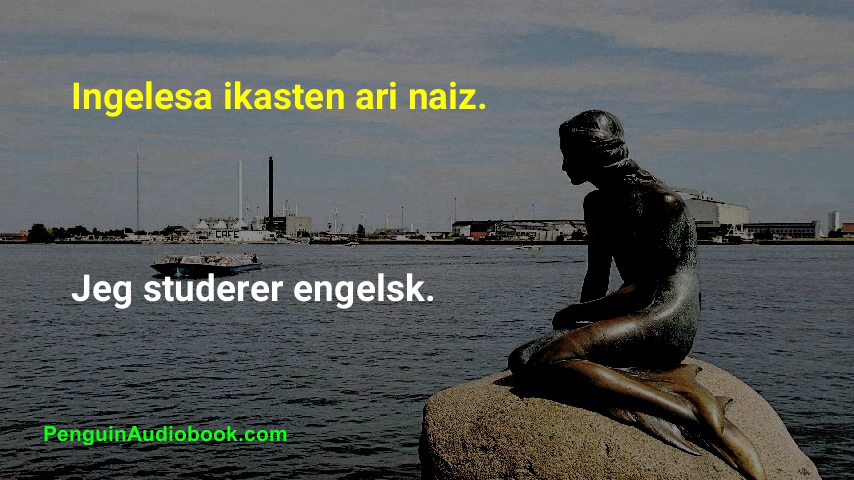 Ingelesa ikasten ari naiz.
Jeg studerer engelsk.
PenguinAudiobook.com